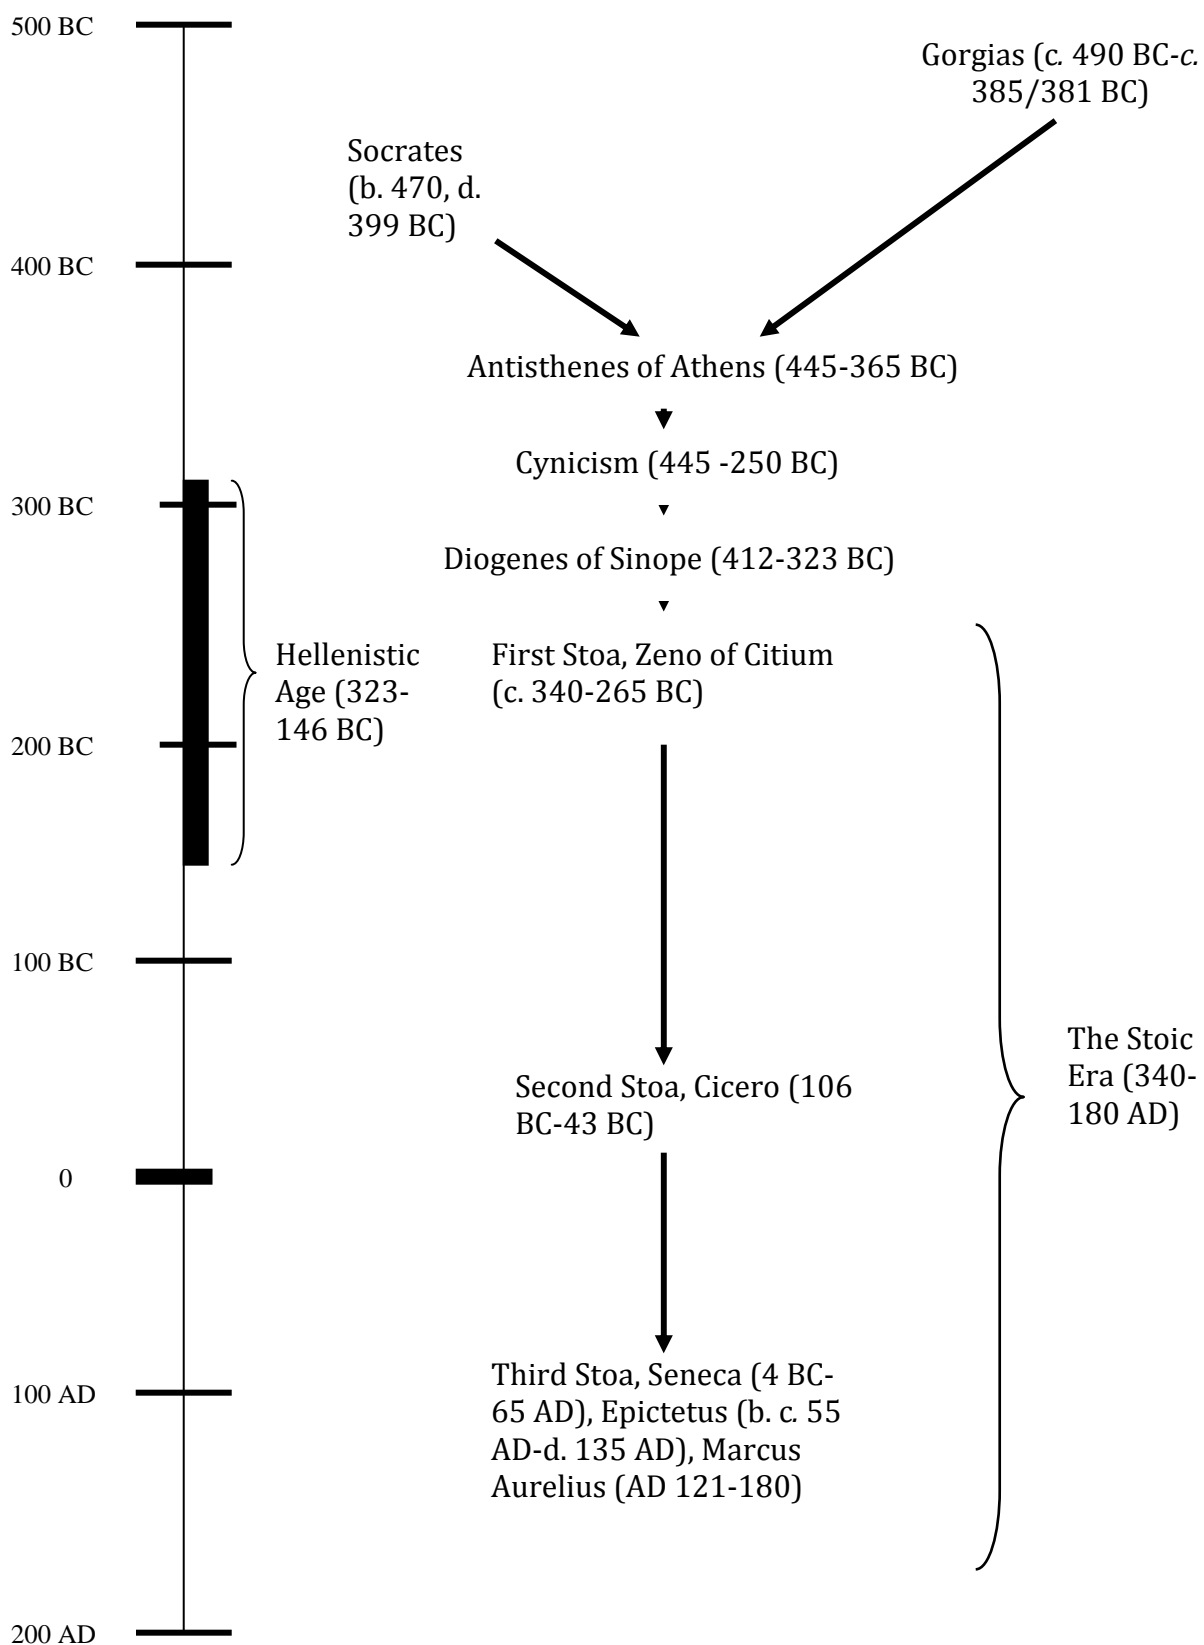 500 BC
Gorgias (c. 490 BC-c.
385/381 BC)
Socrates
(b. 470, d.
399 BC)
400 BC
Antisthenes of Athens (445-365 BC)
Cynicism (445 -250 BC)
300 BC
Diogenes of Sinope (412-323 BC)
Hellenistic
Age (323-
146 BC)
First Stoa, Zeno of Citium
(c. 340-265 BC)
200 BC
100 BC
The Stoic
Era (340-
180 AD)
Second Stoa, Cicero (106
BC-43 BC)
0
Third Stoa, Seneca (4 BC-
65 AD), Epictetus (b. c. 55
AD-d. 135 AD), Marcus
Aurelius (AD 121-180)
100 AD
200 AD